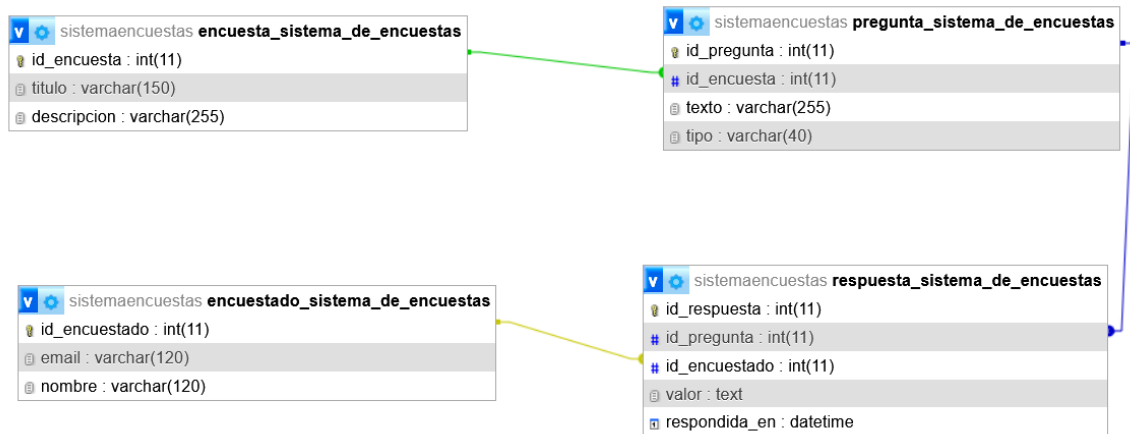 sistemaencuestas encuesta_sistema_de_encuestas
id_encuesta : int(11)
titulo : varchar(150)
descripcion : varchar(255)
sistemaencuestas pregunta_sistema_de_encuestas
id_pregunta : int(11)
# id_encuesta : int(11)
texto : varchar(255)
tipo : varchar(40)
sistemaencuestas encuestado_sistema_de_encuestas
id_encuestado : int(11)
email : varchar(120)
nombre : varchar(120)
sistemaencuestas respuesta_sistema_de_encuestas
id_respuesta : int(11)
# id_pregunta : int(11)
# id_encuestado : int(11)
valor : text
respondida_en : datetime